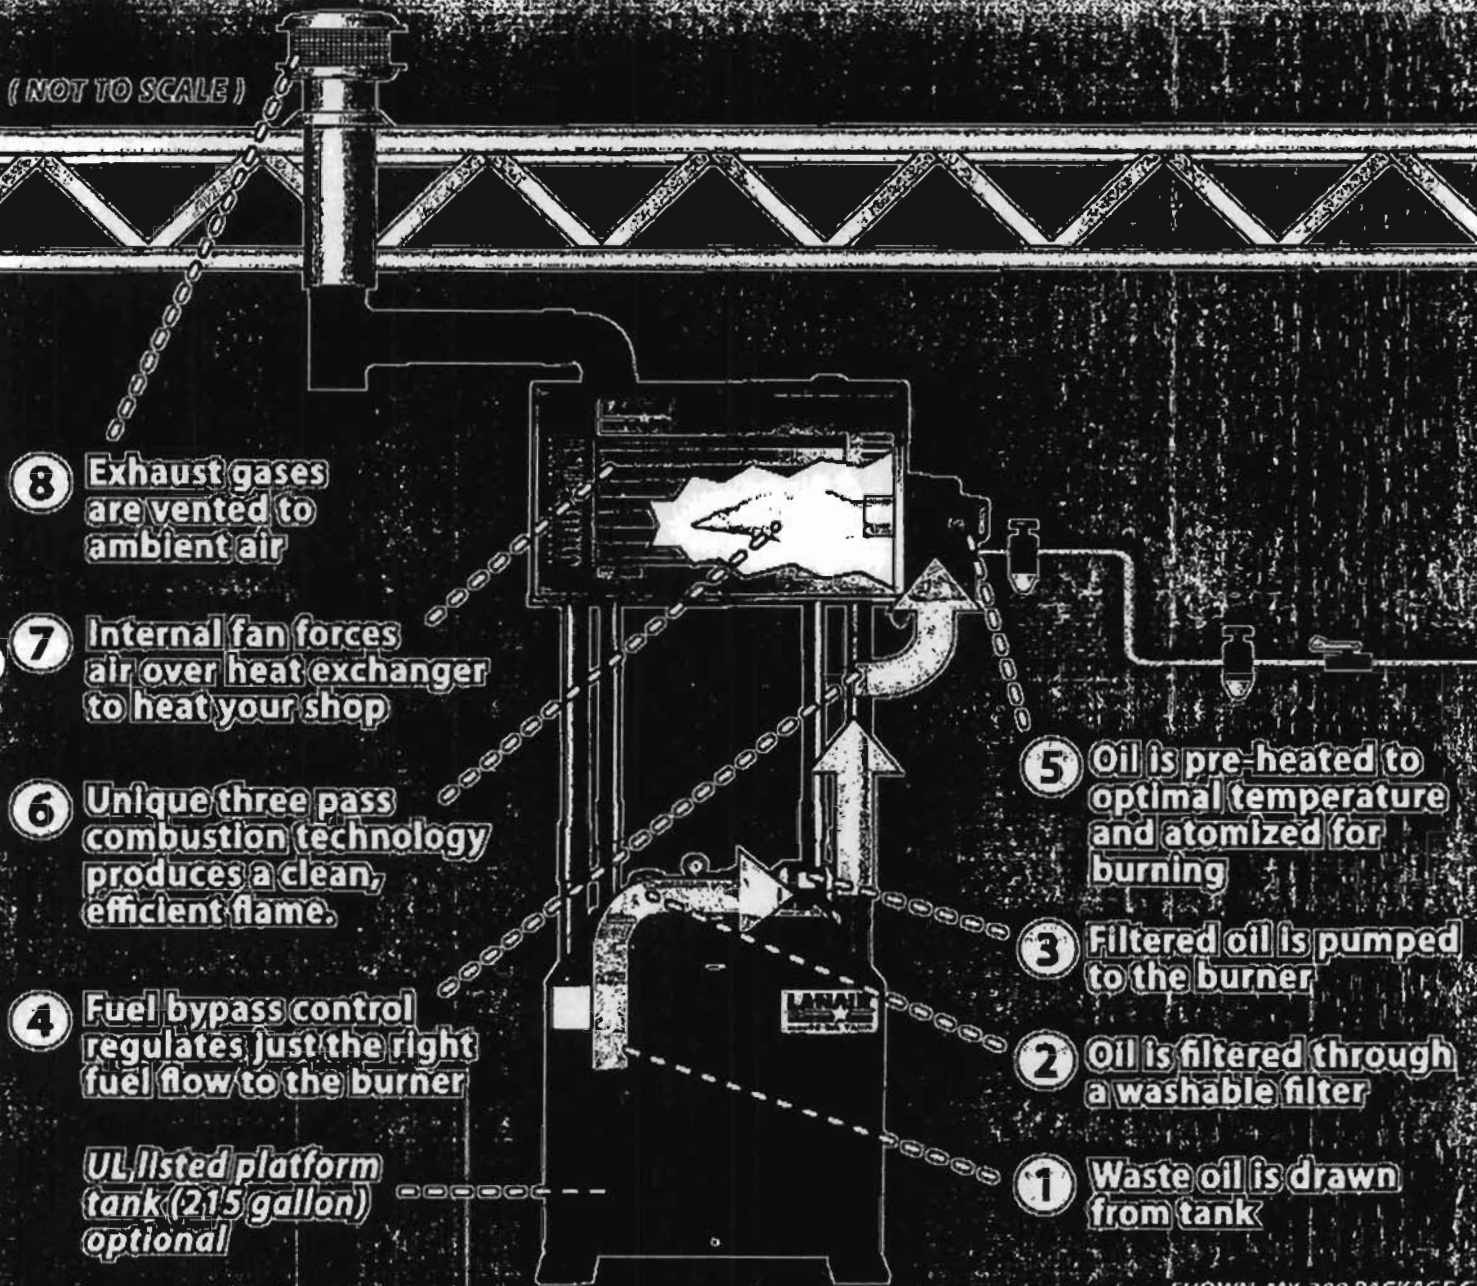 ( NOT TO SCALE )
8
Exhaust gases
are vented to
ambient air
7
Internal fan forces
air over heat exchanger
to heat your shop
6
Unique three pass
combustion technology
produces a clean,
efficient flame.
4
Fuel bypass control
regulates just the right
fuel flow to the burner
UL listed platform
tank (215 gallon)
optional
5
Oil is pre-heated to
optimal temperature
and atomized for
burning
3
Filtered oil is pumped
to the burner
2
Oil is filtered through
a washable filter
1
Waste oil is drawn
from tank
LANAIR